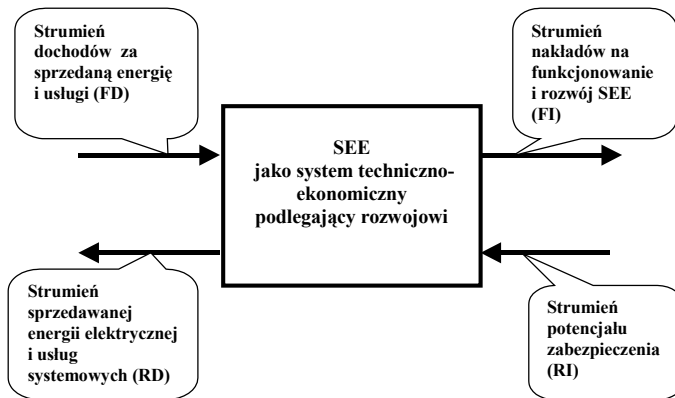 Strumień
dochodów za
sprzedaną energię
i usługi (FD)
Strumień
nakładów na
funkcjonowanie
i rozwój SEE
(FI)
SEE
jako system techniczno-
ekonomiczny
podlegający rozwojowi
Strumień
sprzedawanej
energii elektrycznej
i usług
systemowych (RD)
Strumień
potencjału
zabezpieczenia
(RI)